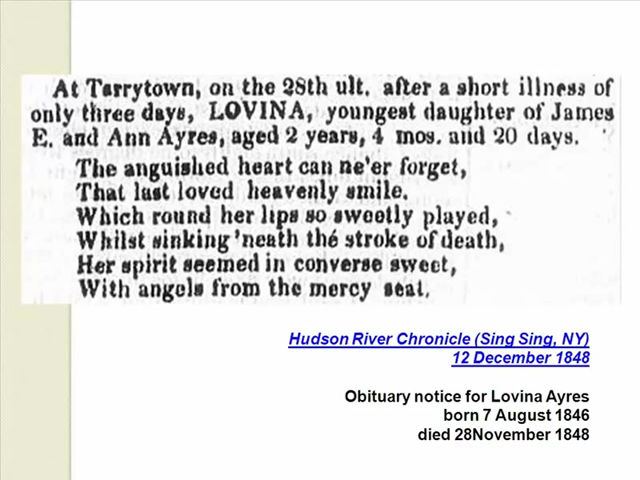 At Tarrytown, on the 28th ult. after a short illness of
only three days, LOVINA, youngest daughter of James
E. and Ann Ayres, aged 2 years, 4 mos. and 20 days.
The anguished heart can ne'er forget,
That last loved heavenly smile.
Which round her lips so sweetly played,
Whilst sinking 'neath the stroke of death,
Her spirit seemed in converse sweet,
With angels from the mercy seat.
Hudson River Chronicle (Sing Sing, NY)
12 December 1848
Obituary notice for Lovina Ayres
born 7 August 1846
died 28November 1848